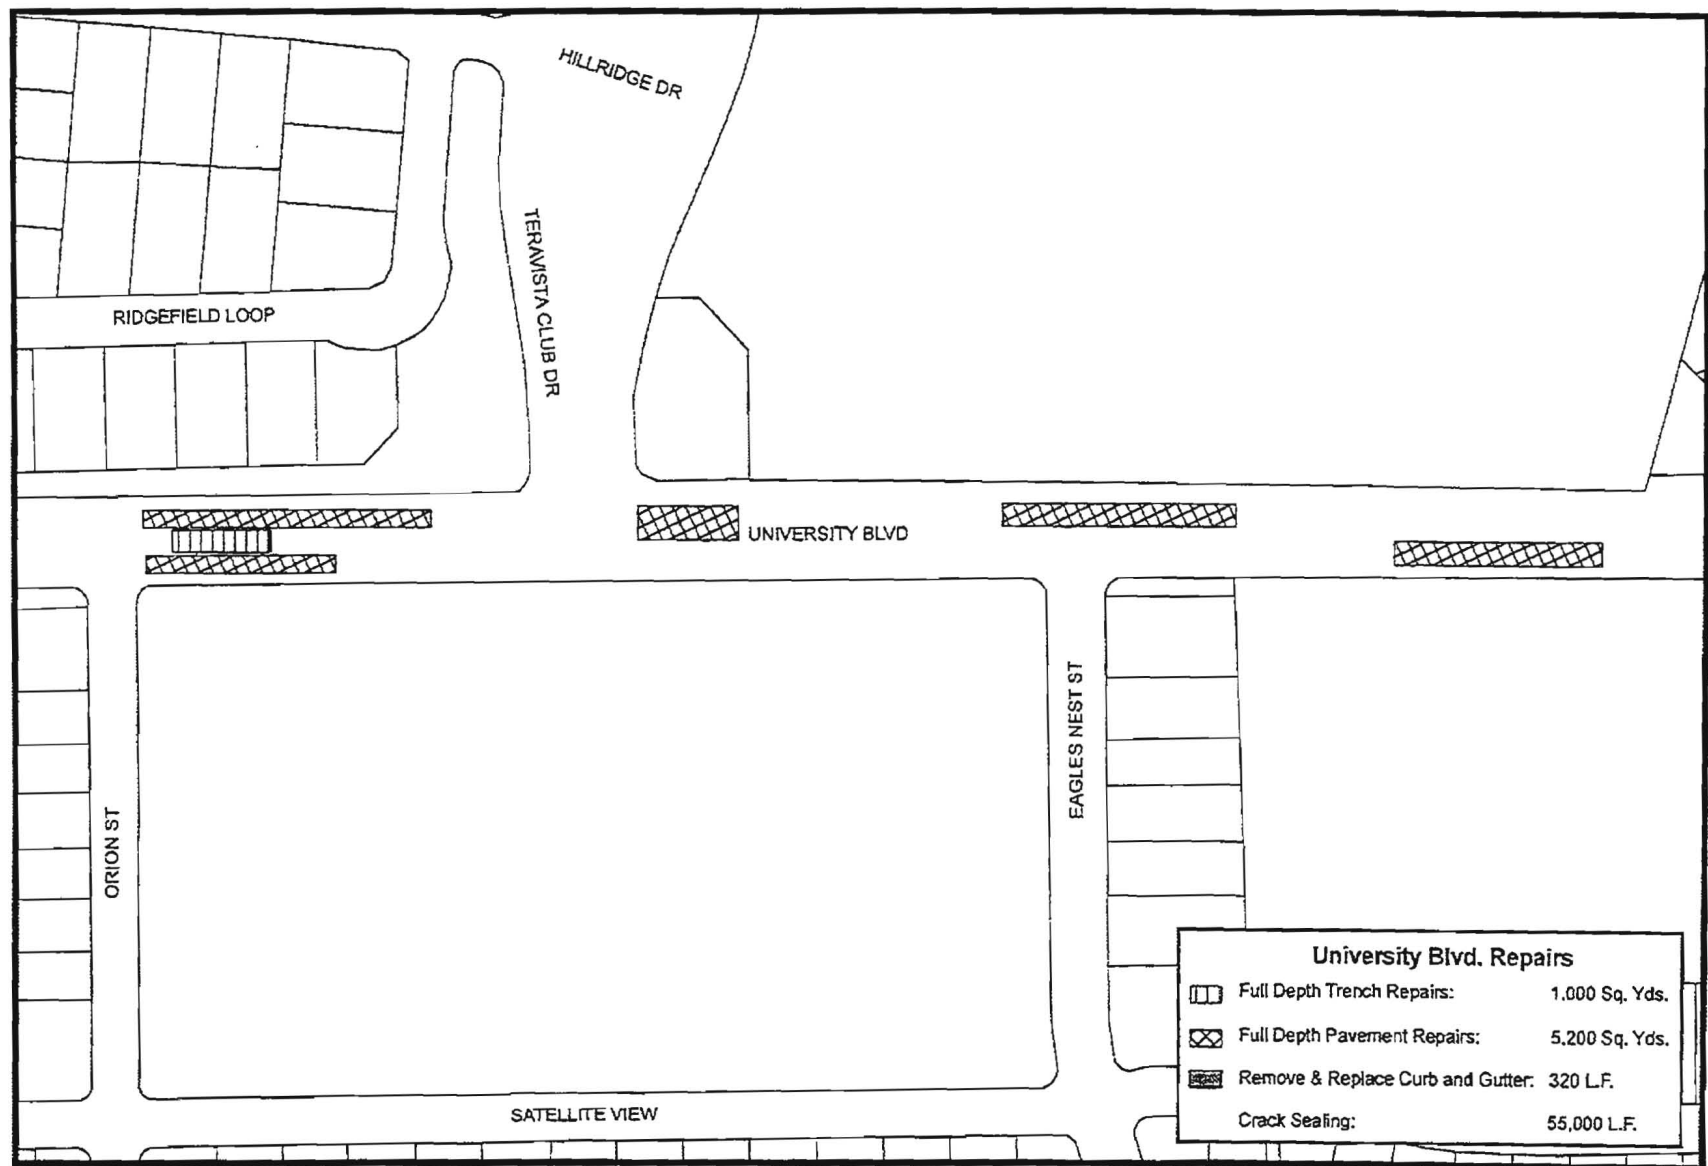 HILLRIDGE DR
TERAVISTA CLUB DR
RIDGEFIELD LOOP
UNIVERSITY BLVD
EAGLES NEST ST
ORION ST
SATELLITE VIEW
University Blvd. Repairs
Full Depth Trench Repairs: 1.000 Sq. Yds.
Full Depth Pavement Repairs: 5.200 Sq. Yds.
Remove & Replace Curb and Gutter: 320 L.F.
Crack Sealing: 55,000 L.F.